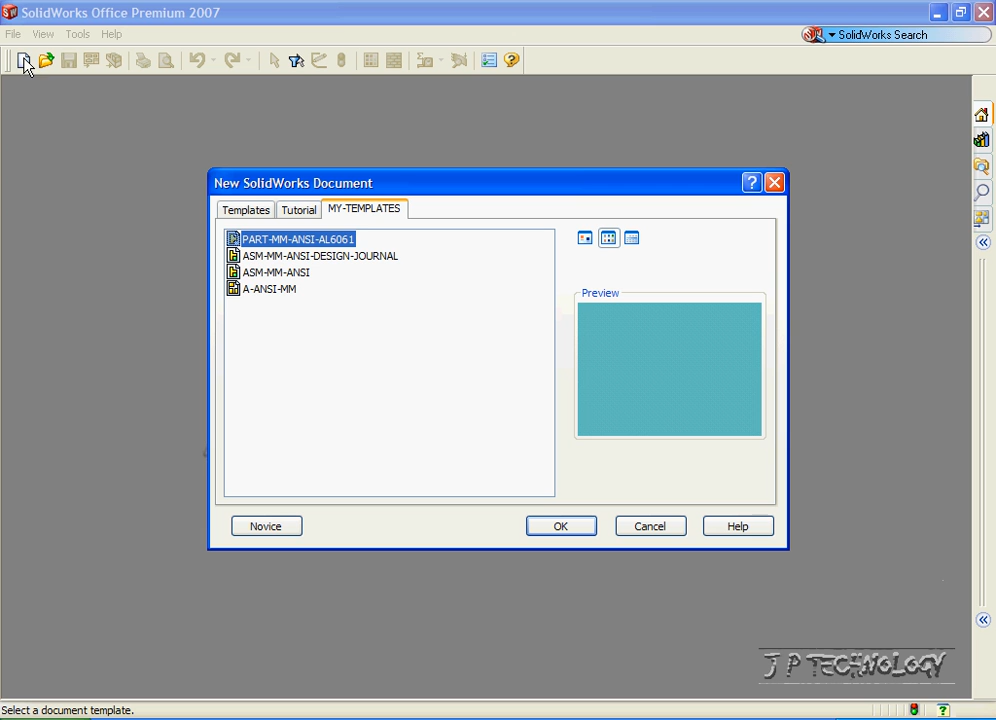 SolidWorks Office Premium 2007
File View Tools Help
SolidWorks Search
New SolidWorks Document
Templates Tutorial MY-TEMPLATES
PART-MM-ANSI-AL6061
ASM-MM-ANSI-DESIGN-JOURNAL
ASM-MM-ANSI
A-ANSI-MM
Preview
Novice OK Cancel Help
J P TECHNOLOGY
Select a document template.